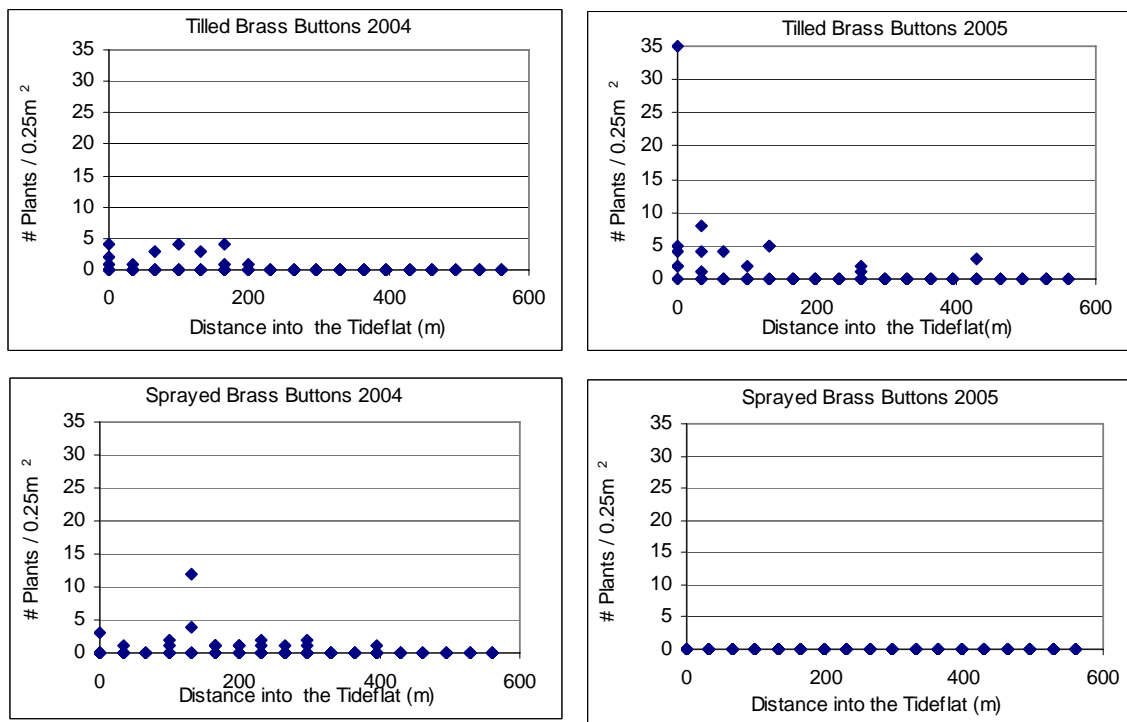 Tilled Brass Buttons 2004
# Plants / 0.25m ²
35
30
25
20
15
10
5
0
0 200 400 600
Distance into the Tideflat (m)
Tilled Brass Buttons 2005
# Plants / 0.25m ²
35
30
25
20
15
10
5
0
0 200 400 600
Distance into the Tideflat(m)
Sprayed Brass Buttons 2004
# Plants / 0.25m ²
35
30
25
20
15
10
5
0
0 200 400 600
Distance into the Tideflat (m)
Sprayed Brass Buttons 2005
# Plants / 0.25m ²
35
30
25
20
15
10
5
0
0 200 400 600
Distance into the Tideflat (m)